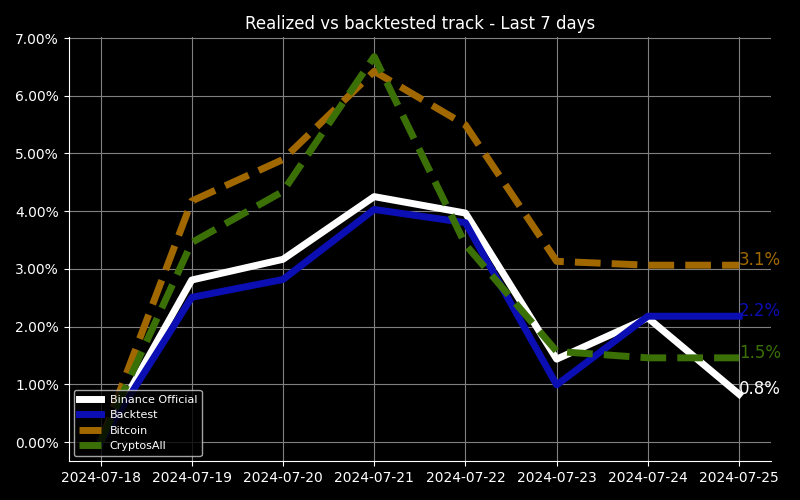 Realized vs backtested track - Last 7 days
7.00%
6.00%
5.00%
4.00%
3.00%
2.00%
1.00%
0.00%
3.1%
2.2%
1.5%
0.8%
Binance Official
Backtest
Bitcoin
CryptosAll
2024-07-18 2024-07-19 2024-07-20 2024-07-21 2024-07-22 2024-07-23 2024-07-24 2024-07-25